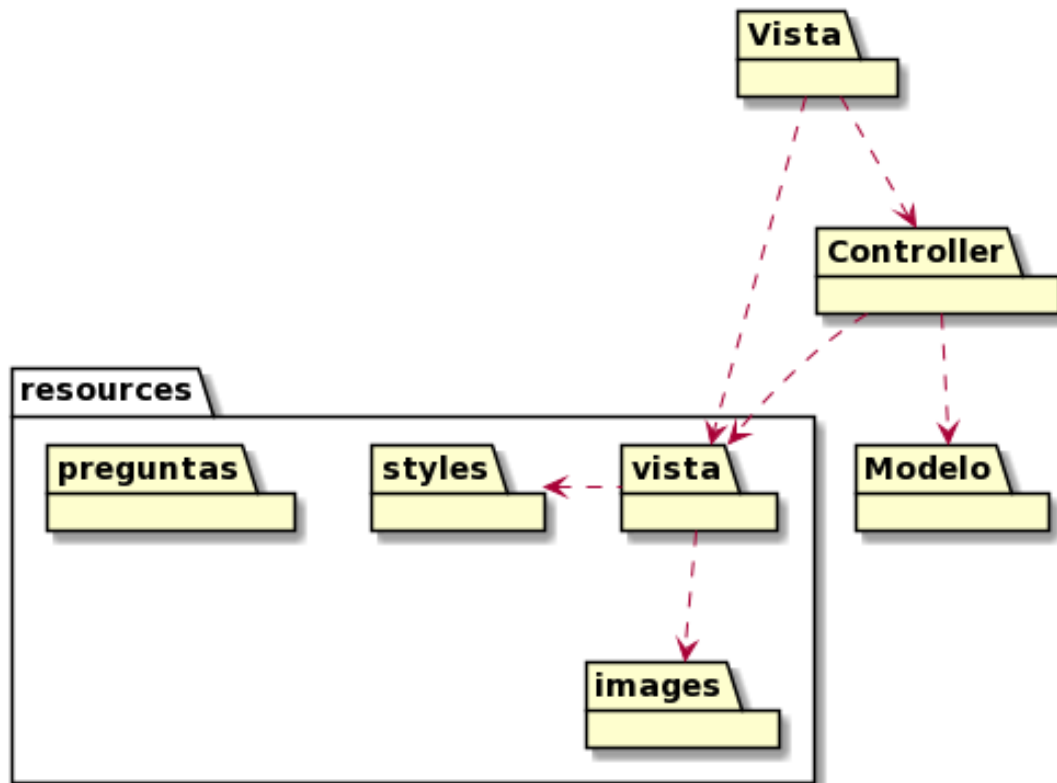 Vista
Controller
resources
preguntas
styles
vista
Modelo
images